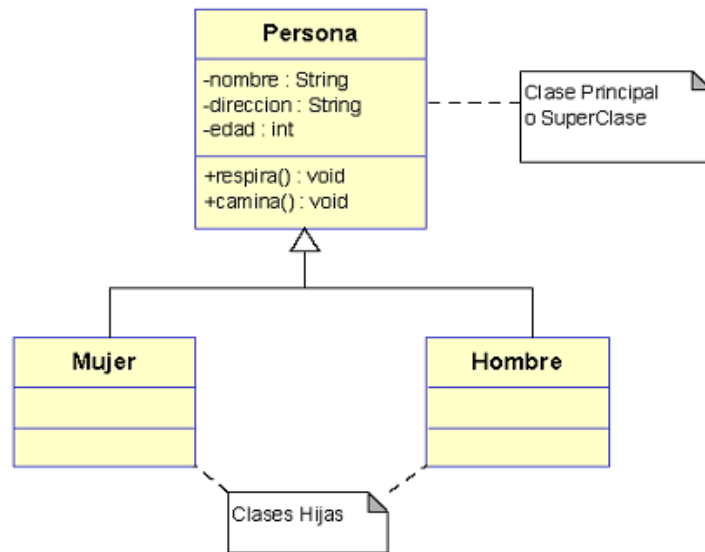 Persona
-nombre : String
-direccion : String
-edad : int
+respira() : void
+camina() : void
Clase Principal
o SuperClase
Mujer
Hombre
Clases Hijas